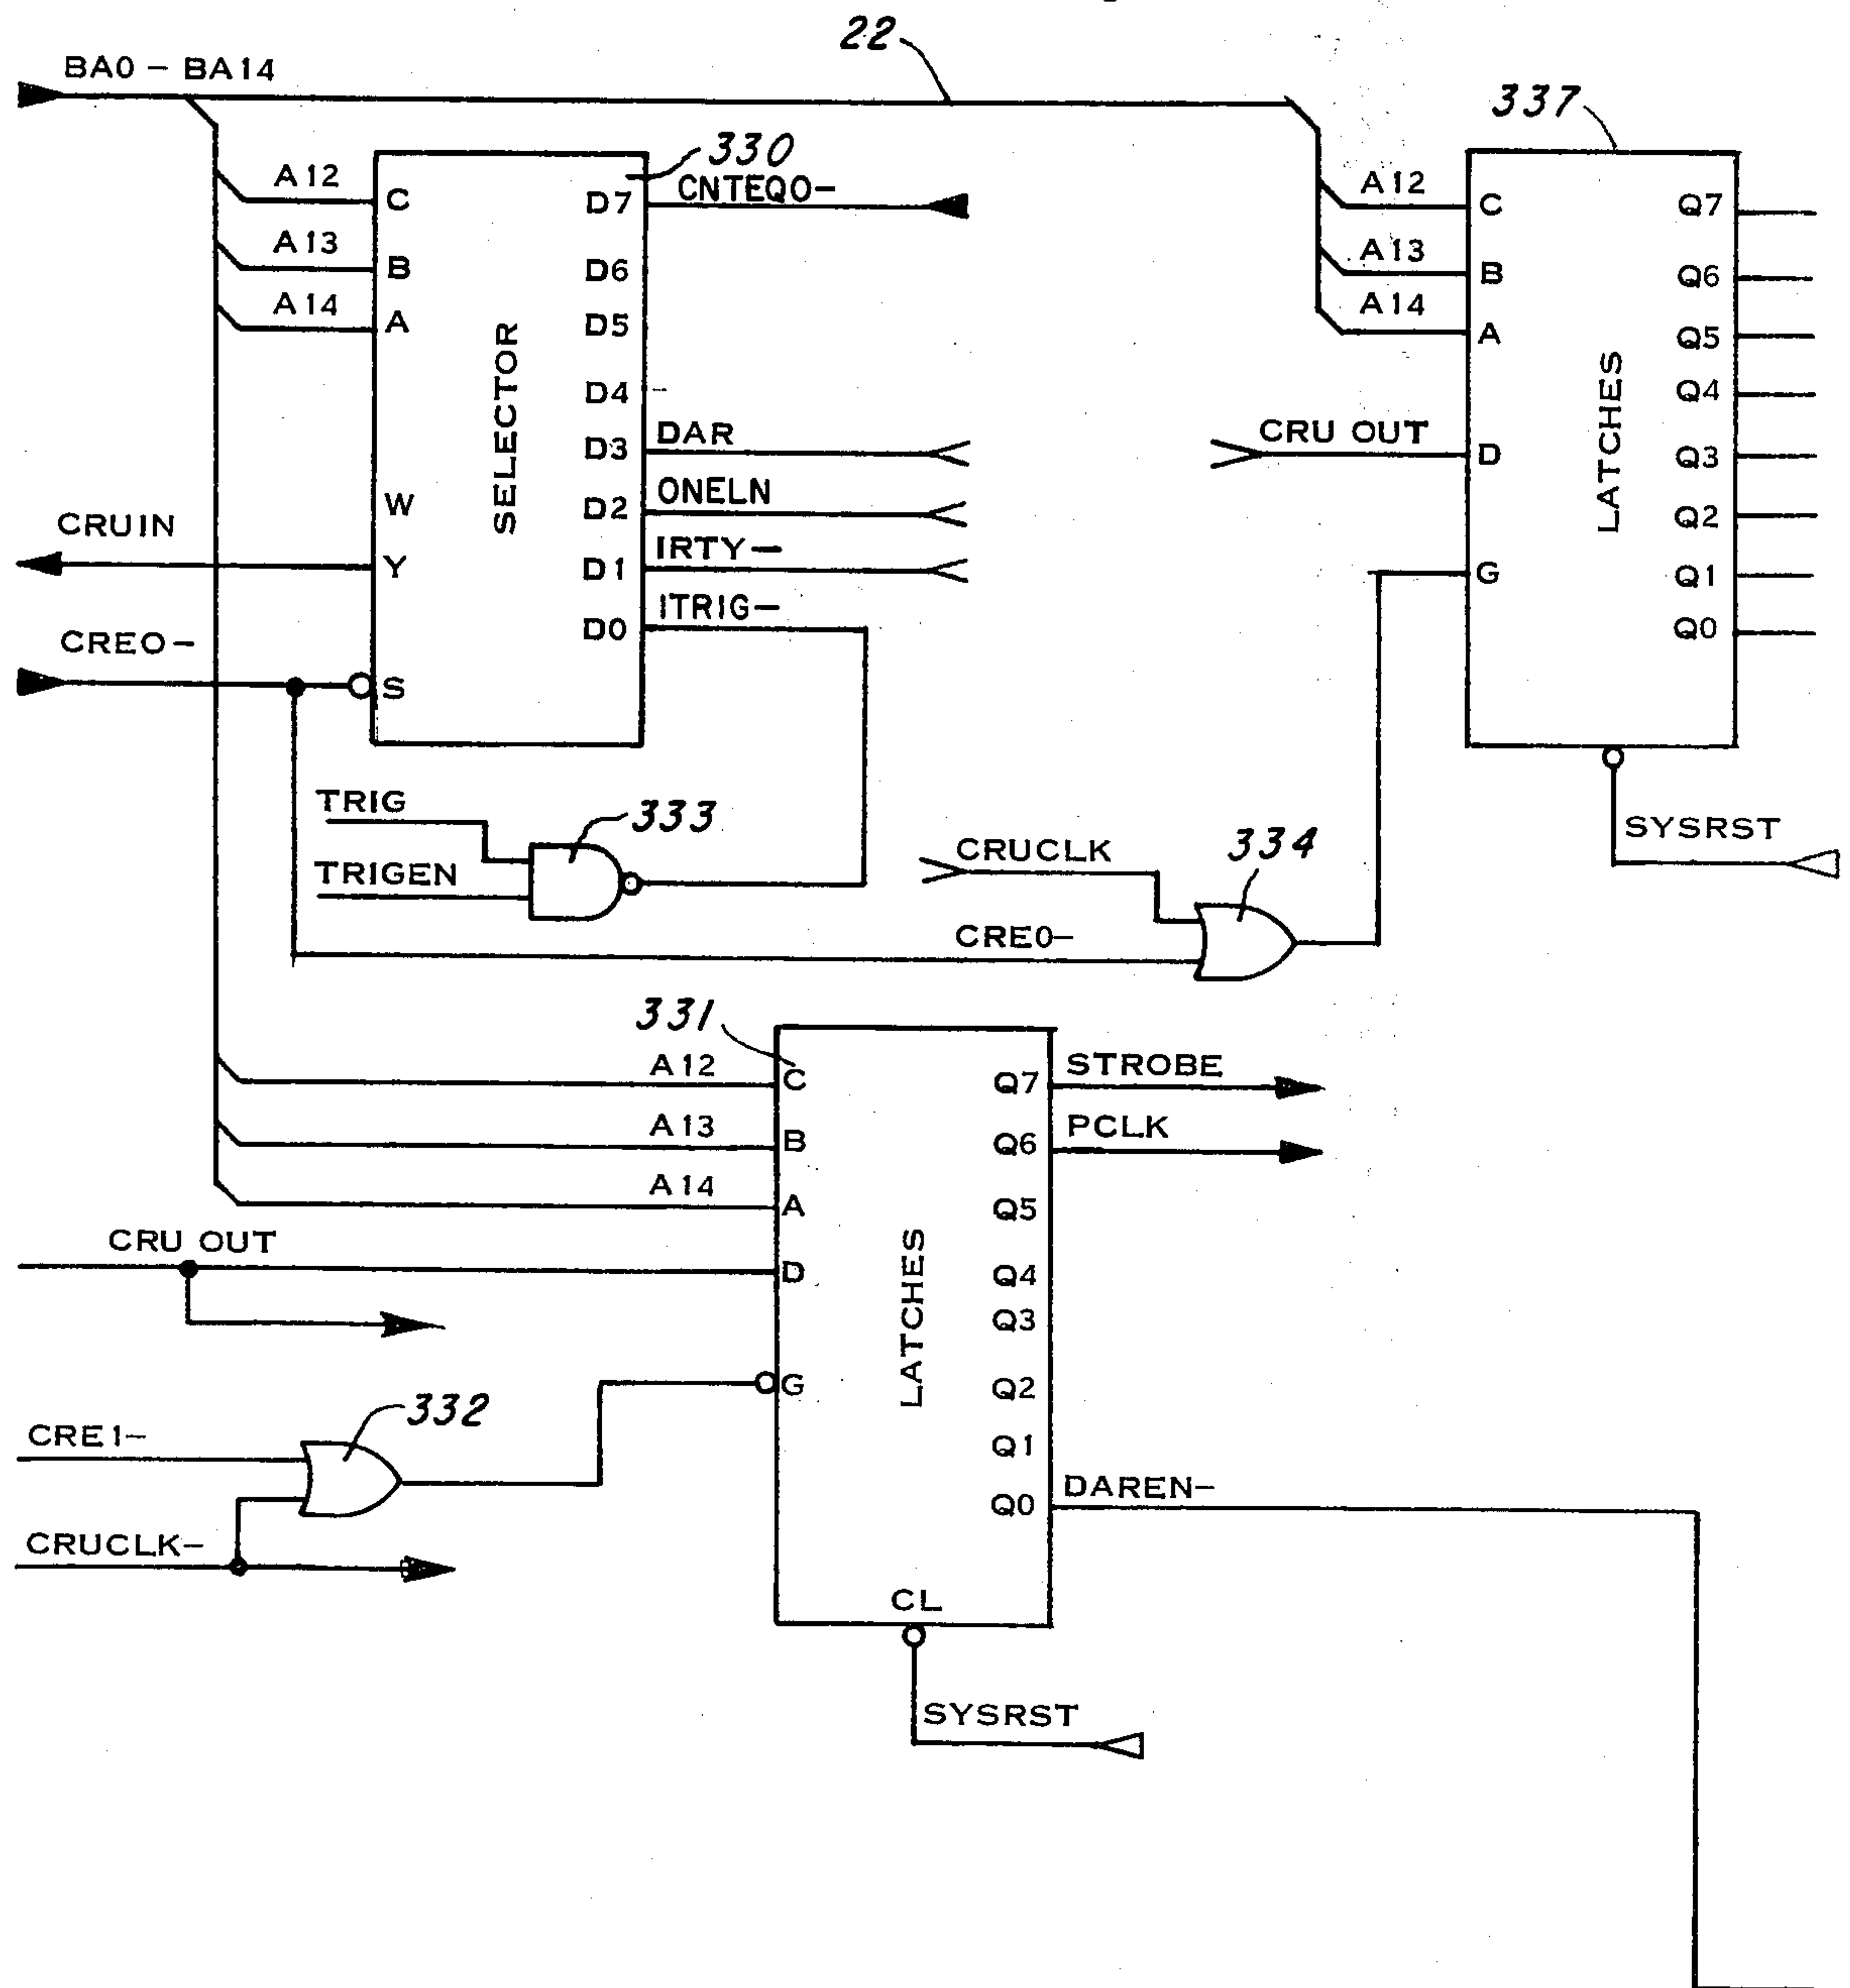 22
BA0 - BA14
337
330
A12
C
D7
CNTEQ0-
A12
C
Q7
A13
B
D6
A13
B
Q6
A14
A
D5
A14
A
Q5
SELECTOR
LATCHES
D4
Q4
D3
DAR
CRU OUT
D
Q3
W
D2
ONELN
Q2
CRUIN
Y
D1
IRTY-
G
Q1
D0
ITRIG-
Q0
CREO-
S
TRIG
333
TRIGEN
CRUCLK
334
SYSRST
CRE0-
331
A12
C
Q7
STROBE
A13
B
Q6
PCLK
A14
A
Q5
CRU OUT
D
LATCHES
Q4
Q3
G
Q2
332
CRE1-
Q1
CRUCLK-
Q0
DAREN-
CL
SYSRST